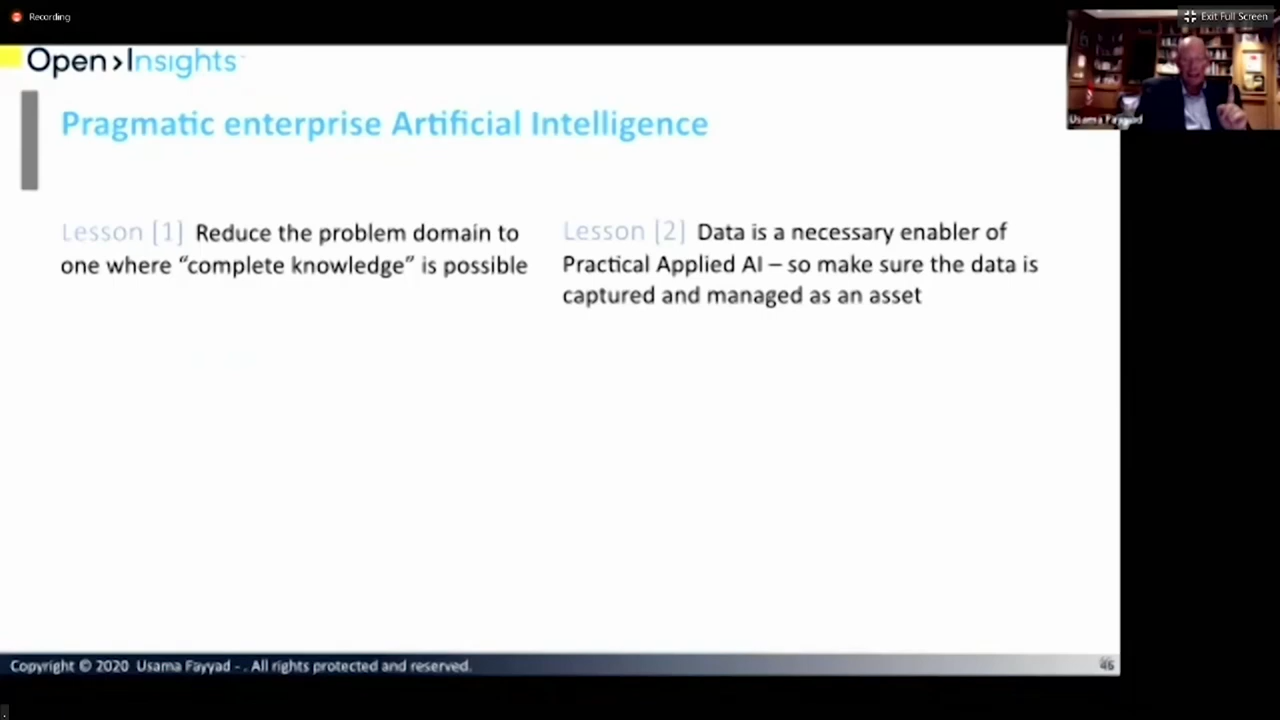 Recording
Exit Full Screen
Open>Insights
Usama Fayyad
Pragmatic enterprise Artificial Intelligence
Lesson [1] Reduce the problem domain to
one where “complete knowledge” is possible
Lesson [2] Data is a necessary enabler of
Practical Applied AI – so make sure the data is
captured and managed as an asset
Copyright © 2020 Usama Fayyad - . All rights protected and reserved.
46